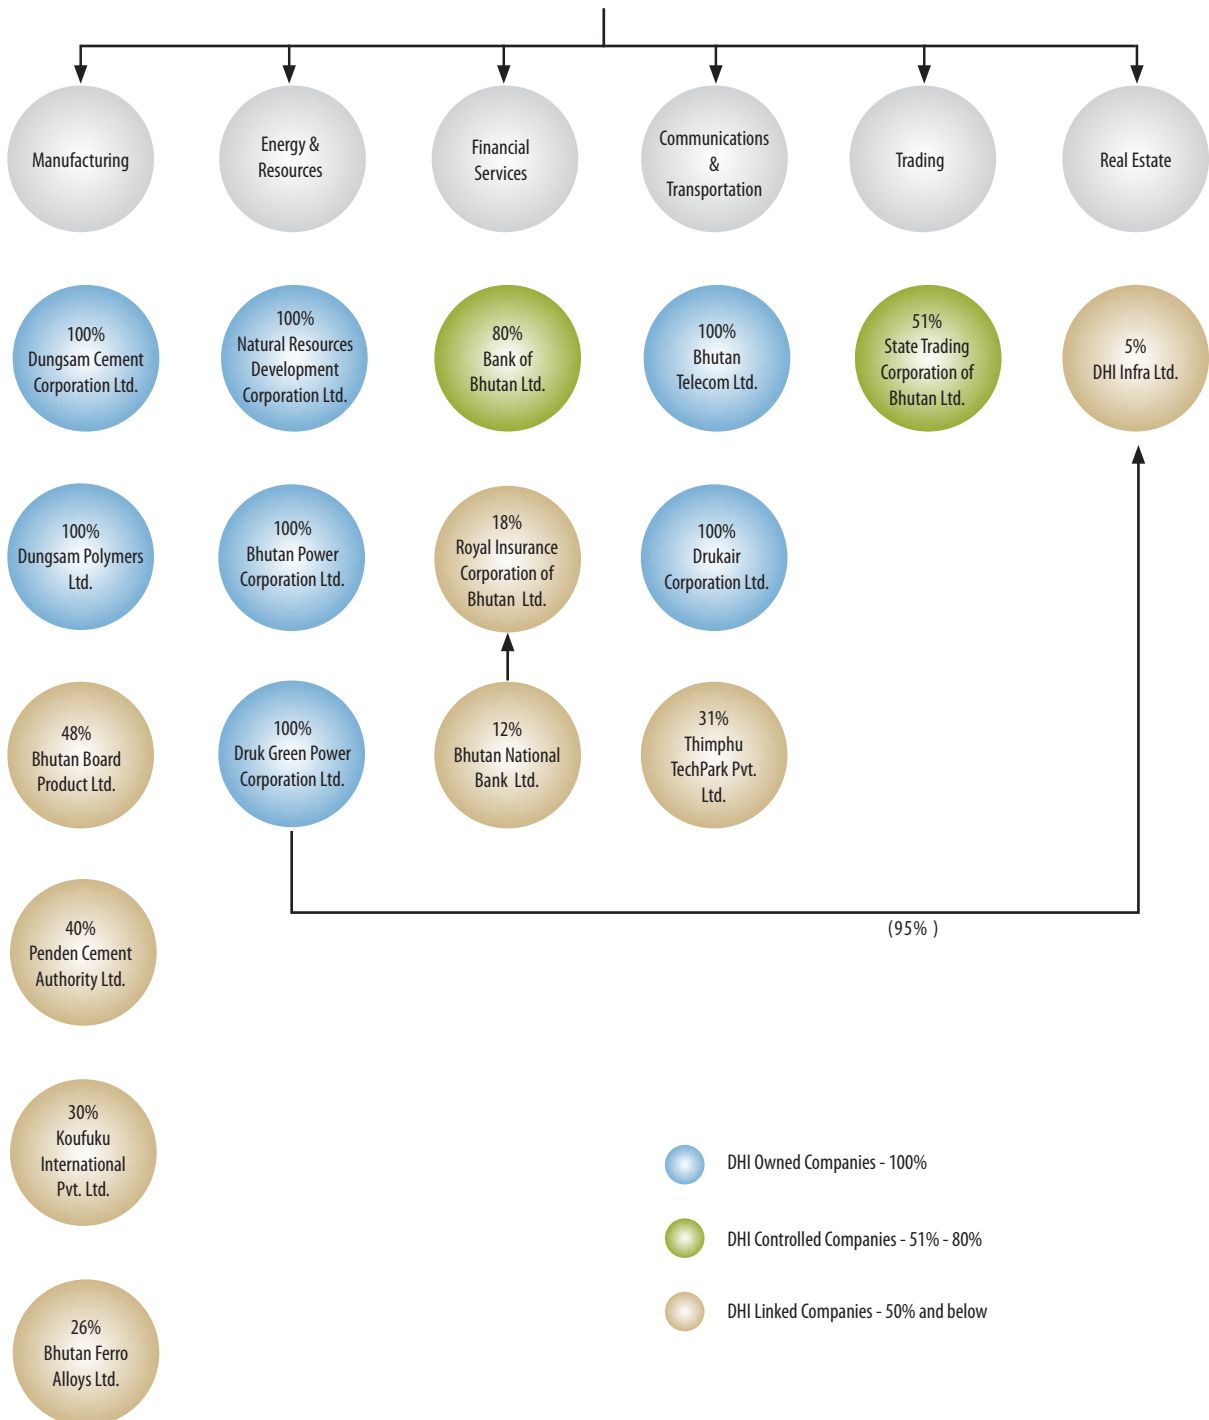 Manufacturing
Energy &
Resources
Financial
Services
Communications
&
Transportation
Trading
Real Estate
100%
Dungsam Cement
Corporation Ltd.
100%
Natural Resources
Development
Corporation Ltd.
80%
Bank of
Bhutan Ltd.
100%
Bhutan
Telecom Ltd.
51%
State Trading
Corporation of
Bhutan Ltd.
5%
DHI Infra Ltd.
100%
Dungsam Polymers
Ltd.
100%
Bhutan Power
Corporation Ltd.
18%
Royal Insurance
Corporation of
Bhutan Ltd.
100%
Drukair
Corporation Ltd.
48%
Bhutan Board
Product Ltd.
100%
Druk Green Power
Corporation Ltd.
12%
Bhutan National
Bank Ltd.
31%
Thimphu
TechPark Pvt.
Ltd.
(95% )
40%
Penden Cement
Authority Ltd.
30%
Koufuku
International
Pvt. Ltd.
26%
Bhutan Ferro
Alloys Ltd.
DHI Owned Companies - 100%
DHI Controlled Companies - 51% - 80%
DHI Linked Companies - 50% and below